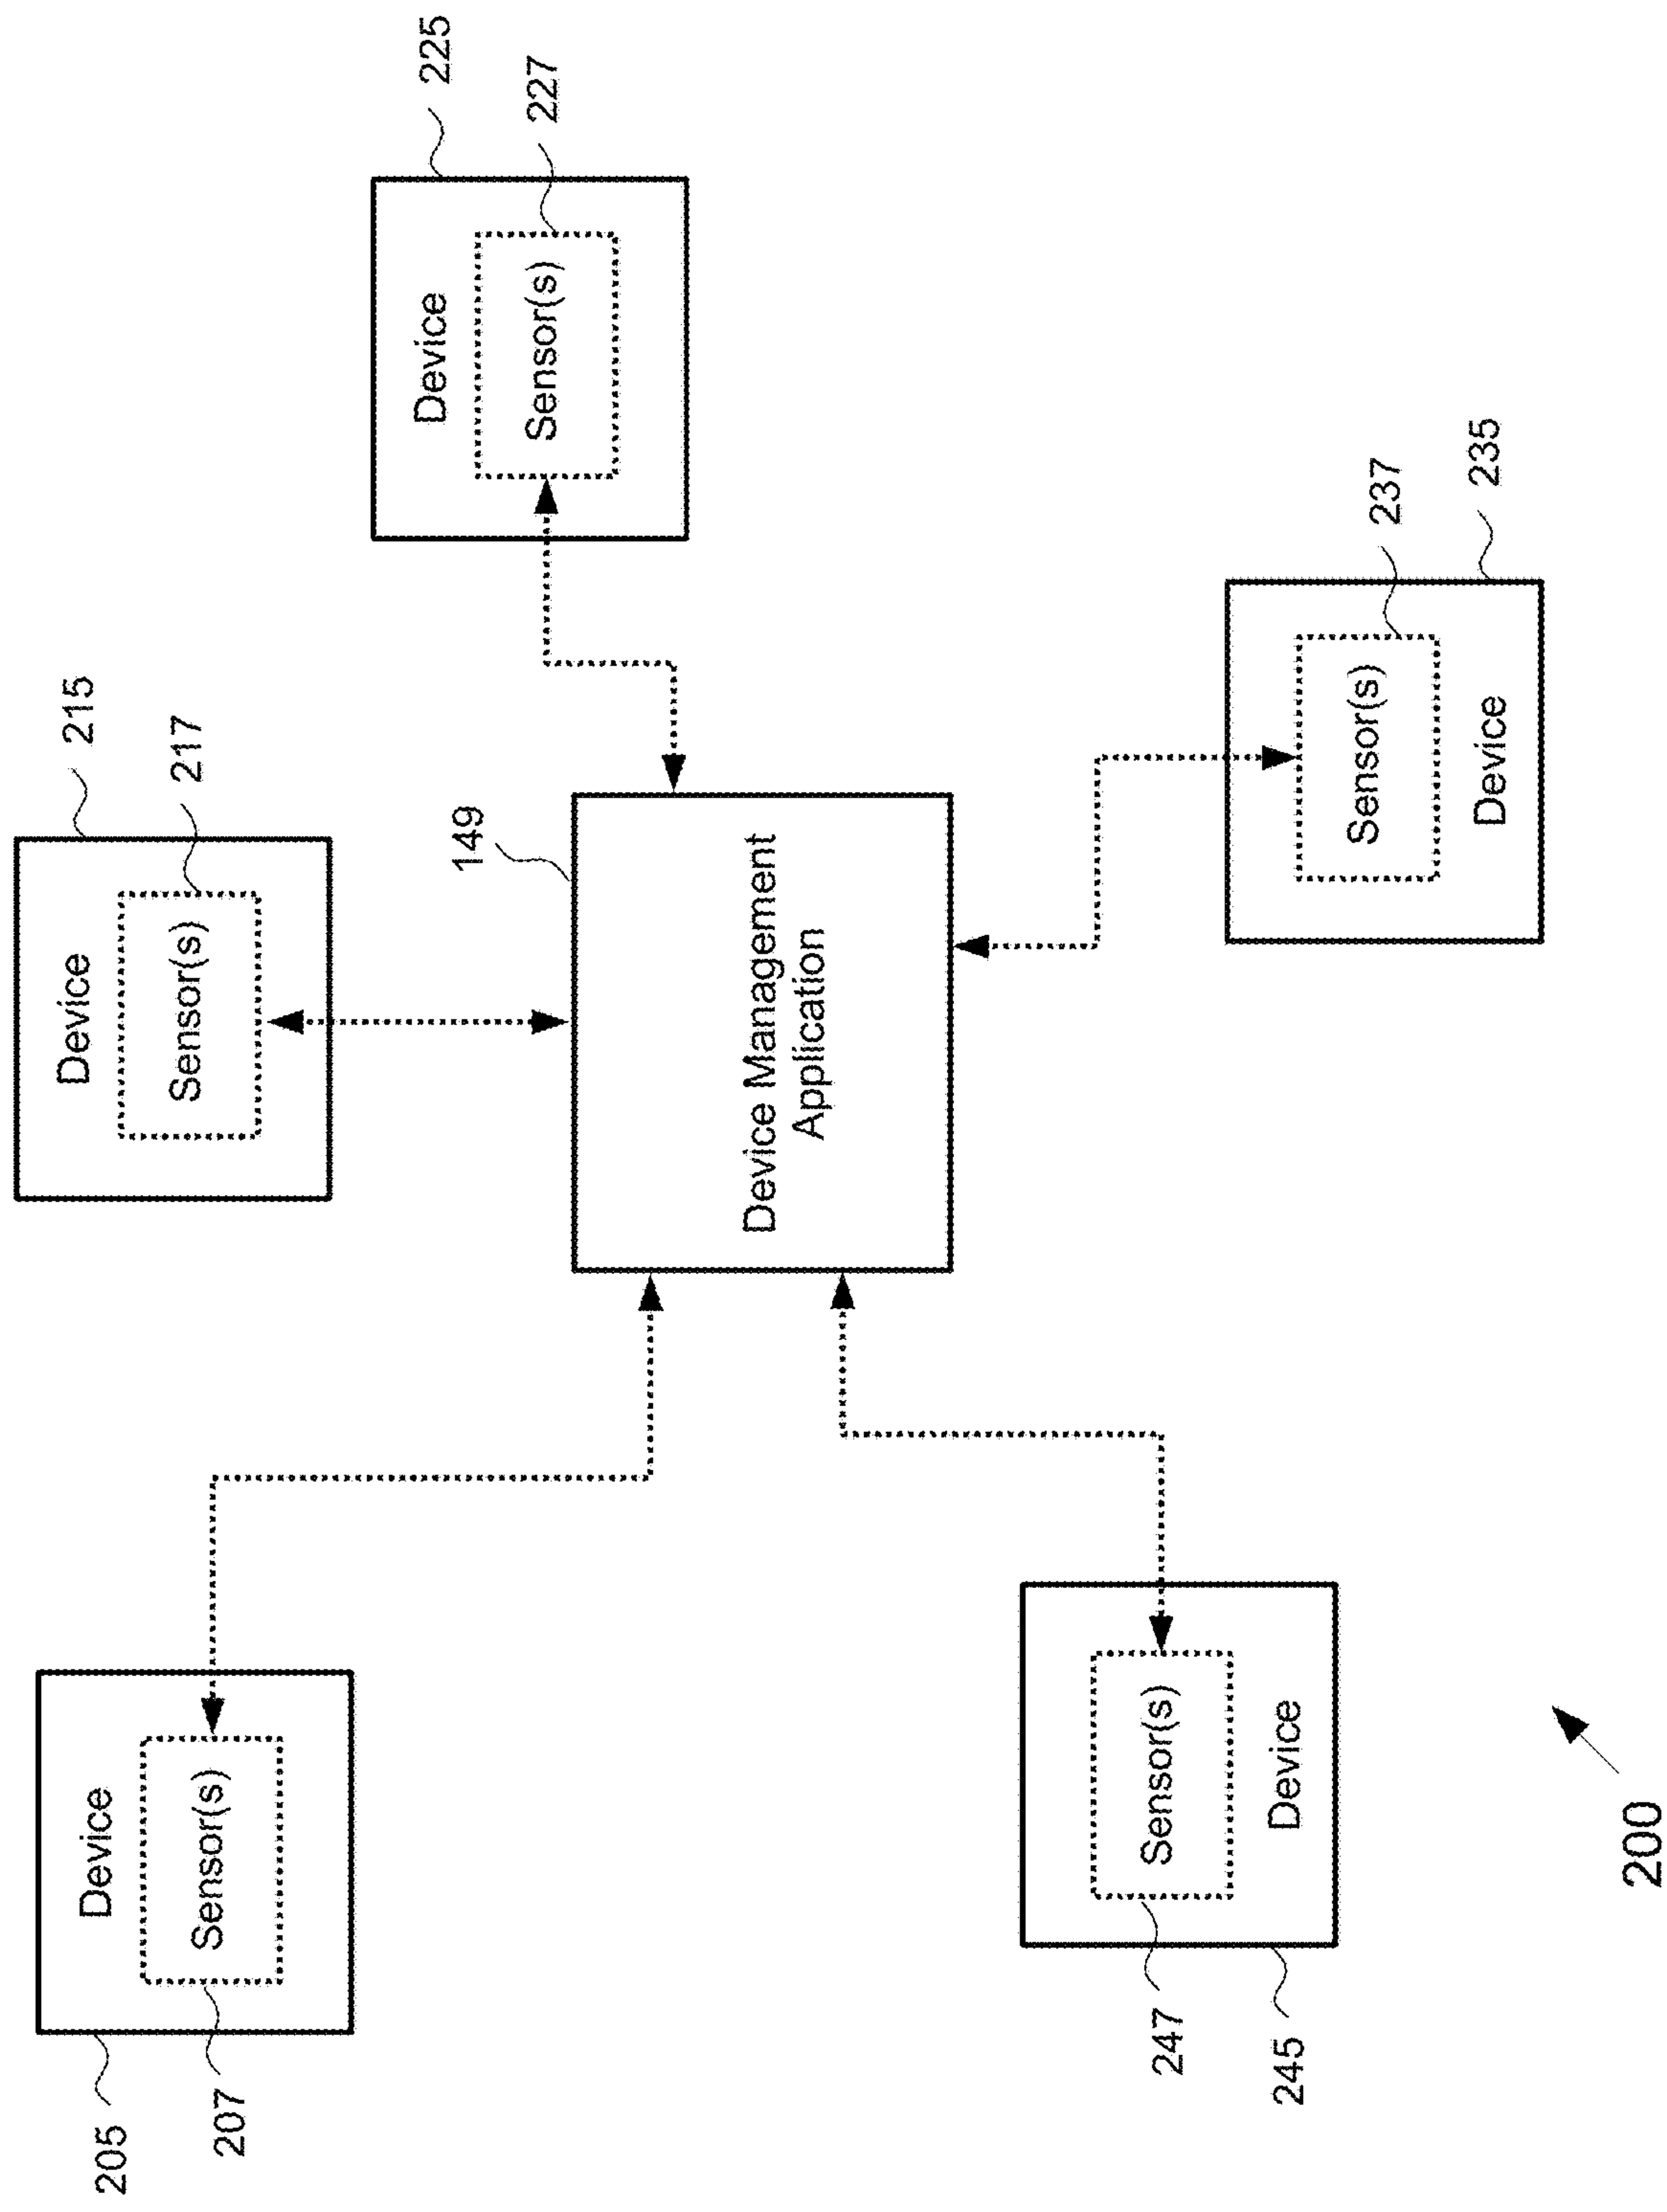 205
207
Device
Sensor(s)
215
217
Device
Sensor(s)
225
227
Device
Sensor(s)
149
Device Management
Application
247
245
Sensor(s)
Device
237
235
Sensor(s)
Device
200